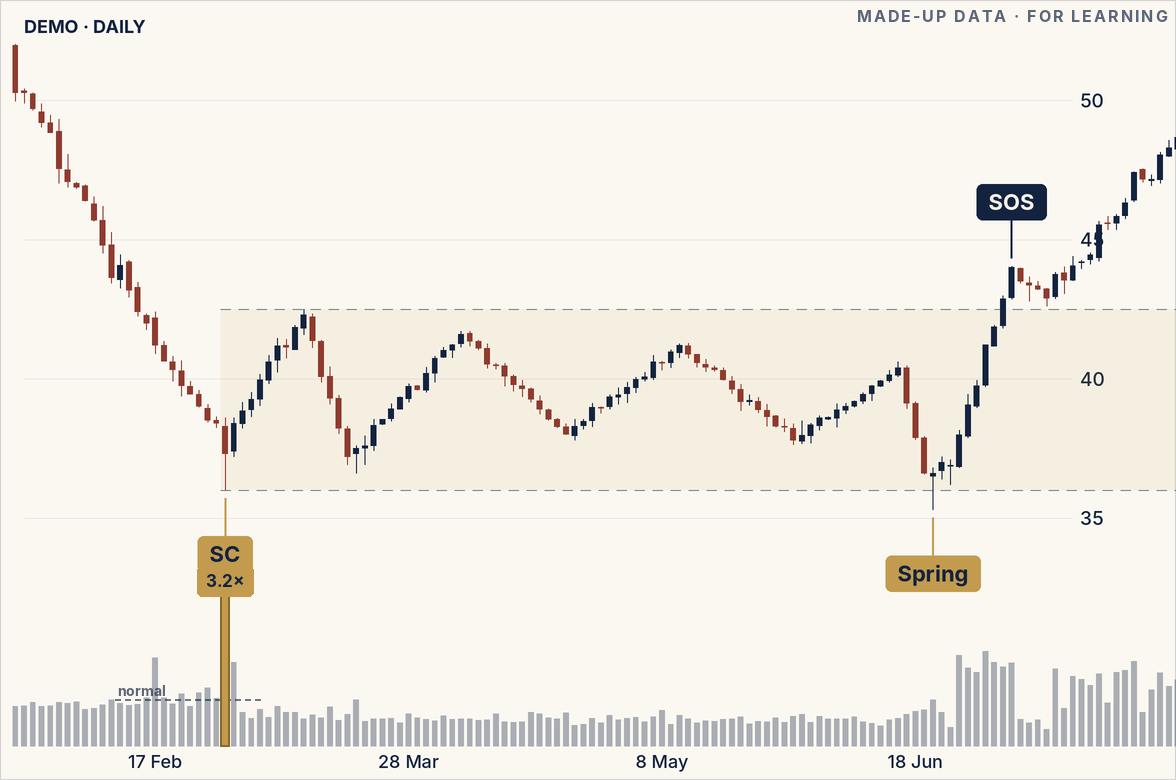 DEMO · DAILY
MADE-UP DATA · FOR LEARNING
50
SOS
45
40
35
SC
3.2×
Spring
normal
17 Feb
28 Mar
8 May
18 Jun